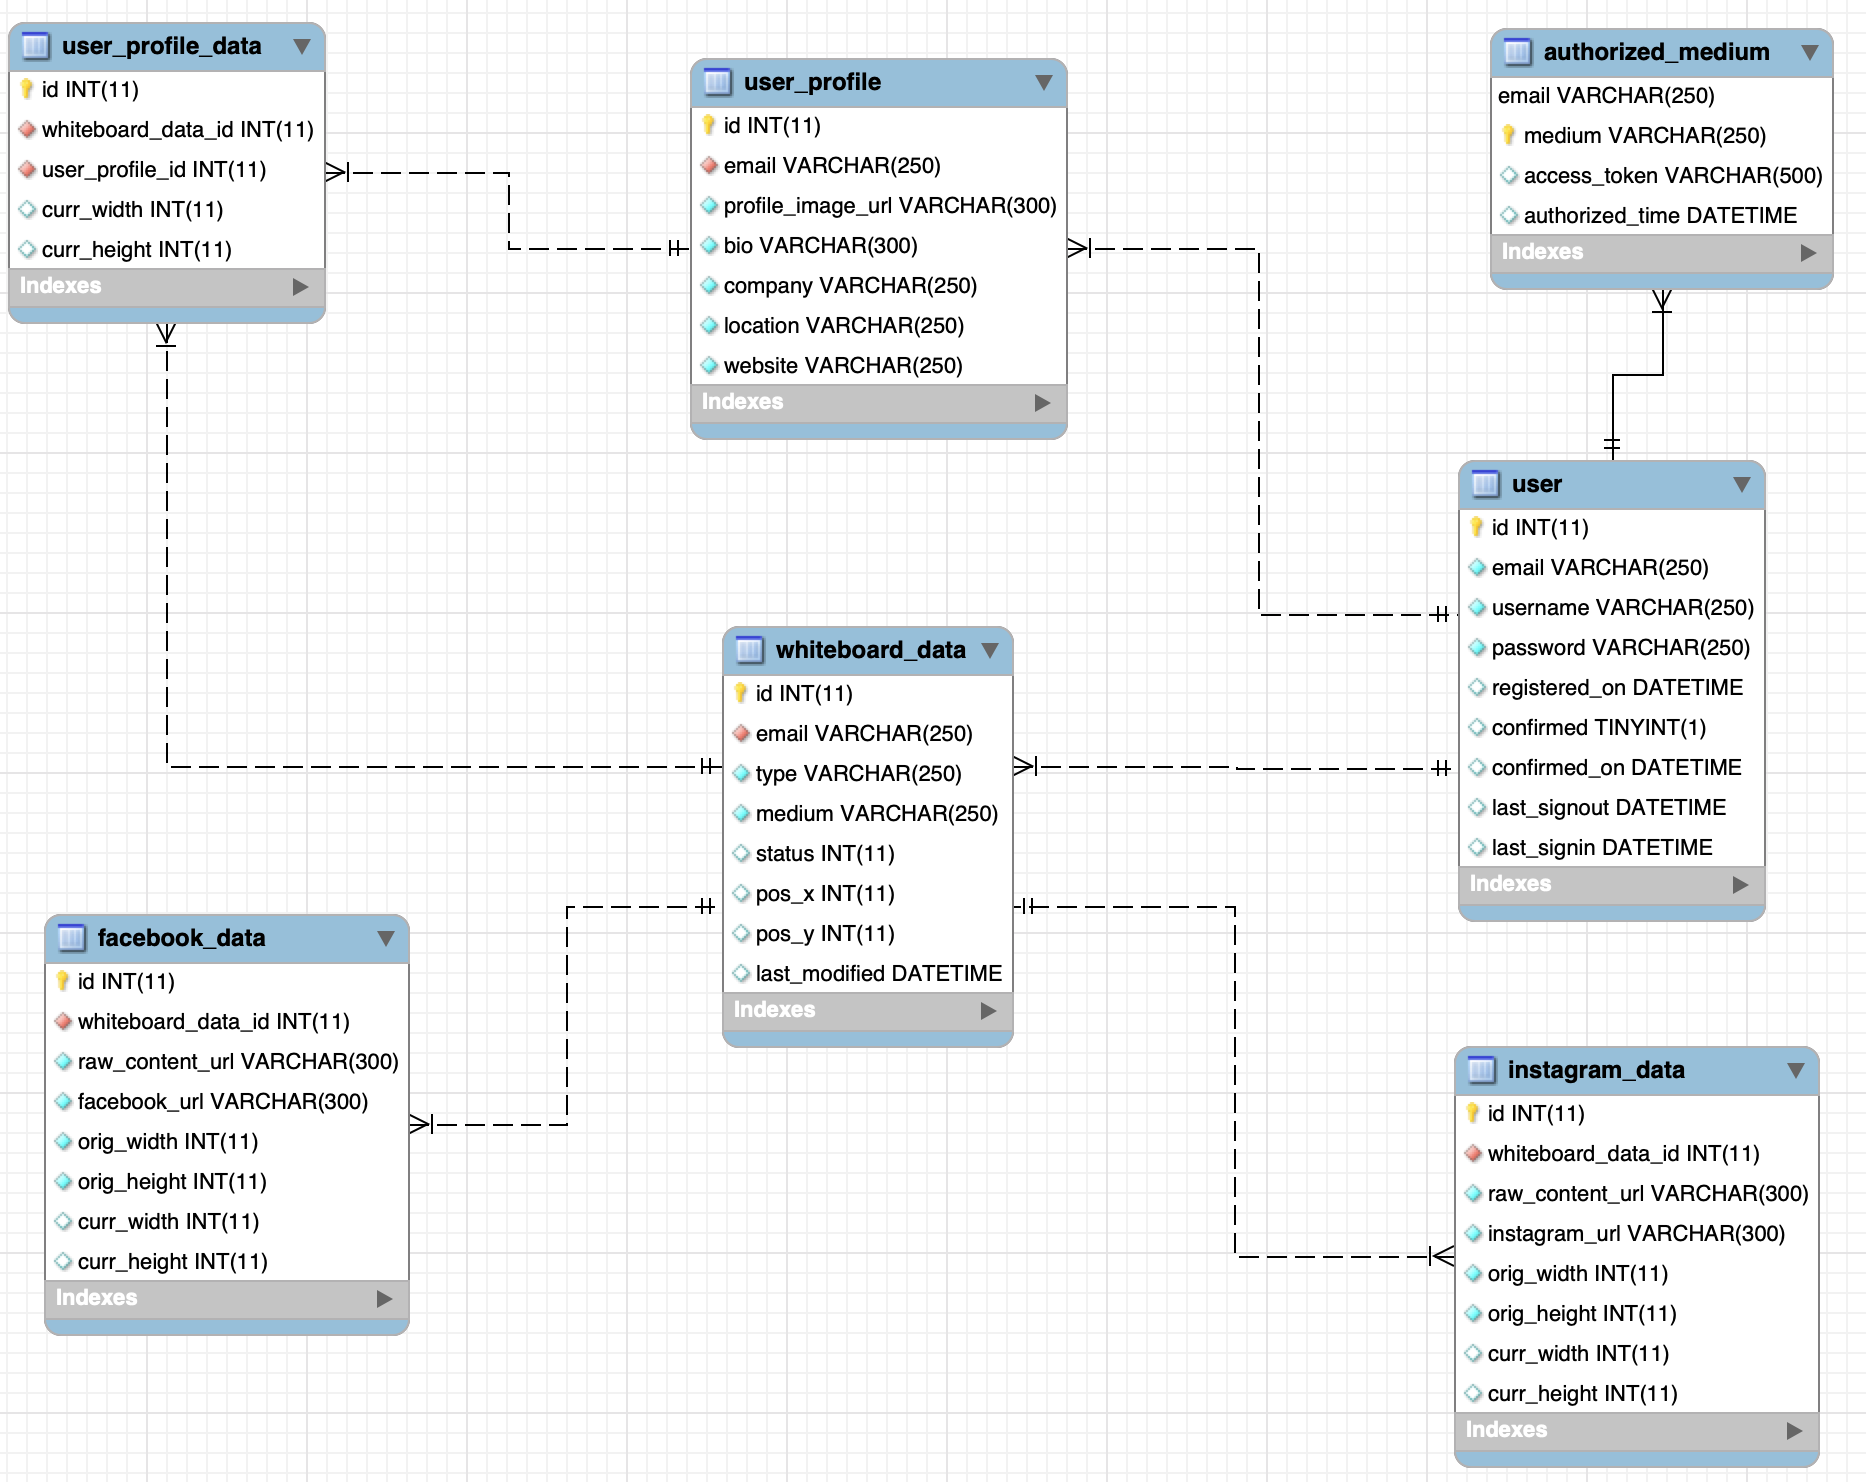 user_profile_data
id INT(11)
whiteboard_data_id INT(11)
user_profile_id INT(11)
curr_width INT(11)
curr_height INT(11)
Indexes
user_profile
id INT(11)
email VARCHAR(250)
profile_image_url VARCHAR(300)
bio VARCHAR(300)
company VARCHAR(250)
location VARCHAR(250)
website VARCHAR(250)
Indexes
authorized_medium
email VARCHAR(250)
medium VARCHAR(250)
access_token VARCHAR(500)
authorized_time DATETIME
Indexes
user
id INT(11)
email VARCHAR(250)
username VARCHAR(250)
password VARCHAR(250)
registered_on DATETIME
confirmed TINYINT(1)
confirmed_on DATETIME
last_signout DATETIME
last_signin DATETIME
Indexes
whiteboard_data
id INT(11)
email VARCHAR(250)
type VARCHAR(250)
medium VARCHAR(250)
status INT(11)
pos_x INT(11)
pos_y INT(11)
last_modified DATETIME
Indexes
facebook_data
id INT(11)
whiteboard_data_id INT(11)
raw_content_url VARCHAR(300)
facebook_url VARCHAR(300)
orig_width INT(11)
orig_height INT(11)
curr_width INT(11)
curr_height INT(11)
Indexes
instagram_data
id INT(11)
whiteboard_data_id INT(11)
raw_content_url VARCHAR(300)
instagram_url VARCHAR(300)
orig_width INT(11)
orig_height INT(11)
curr_width INT(11)
curr_height INT(11)
Indexes